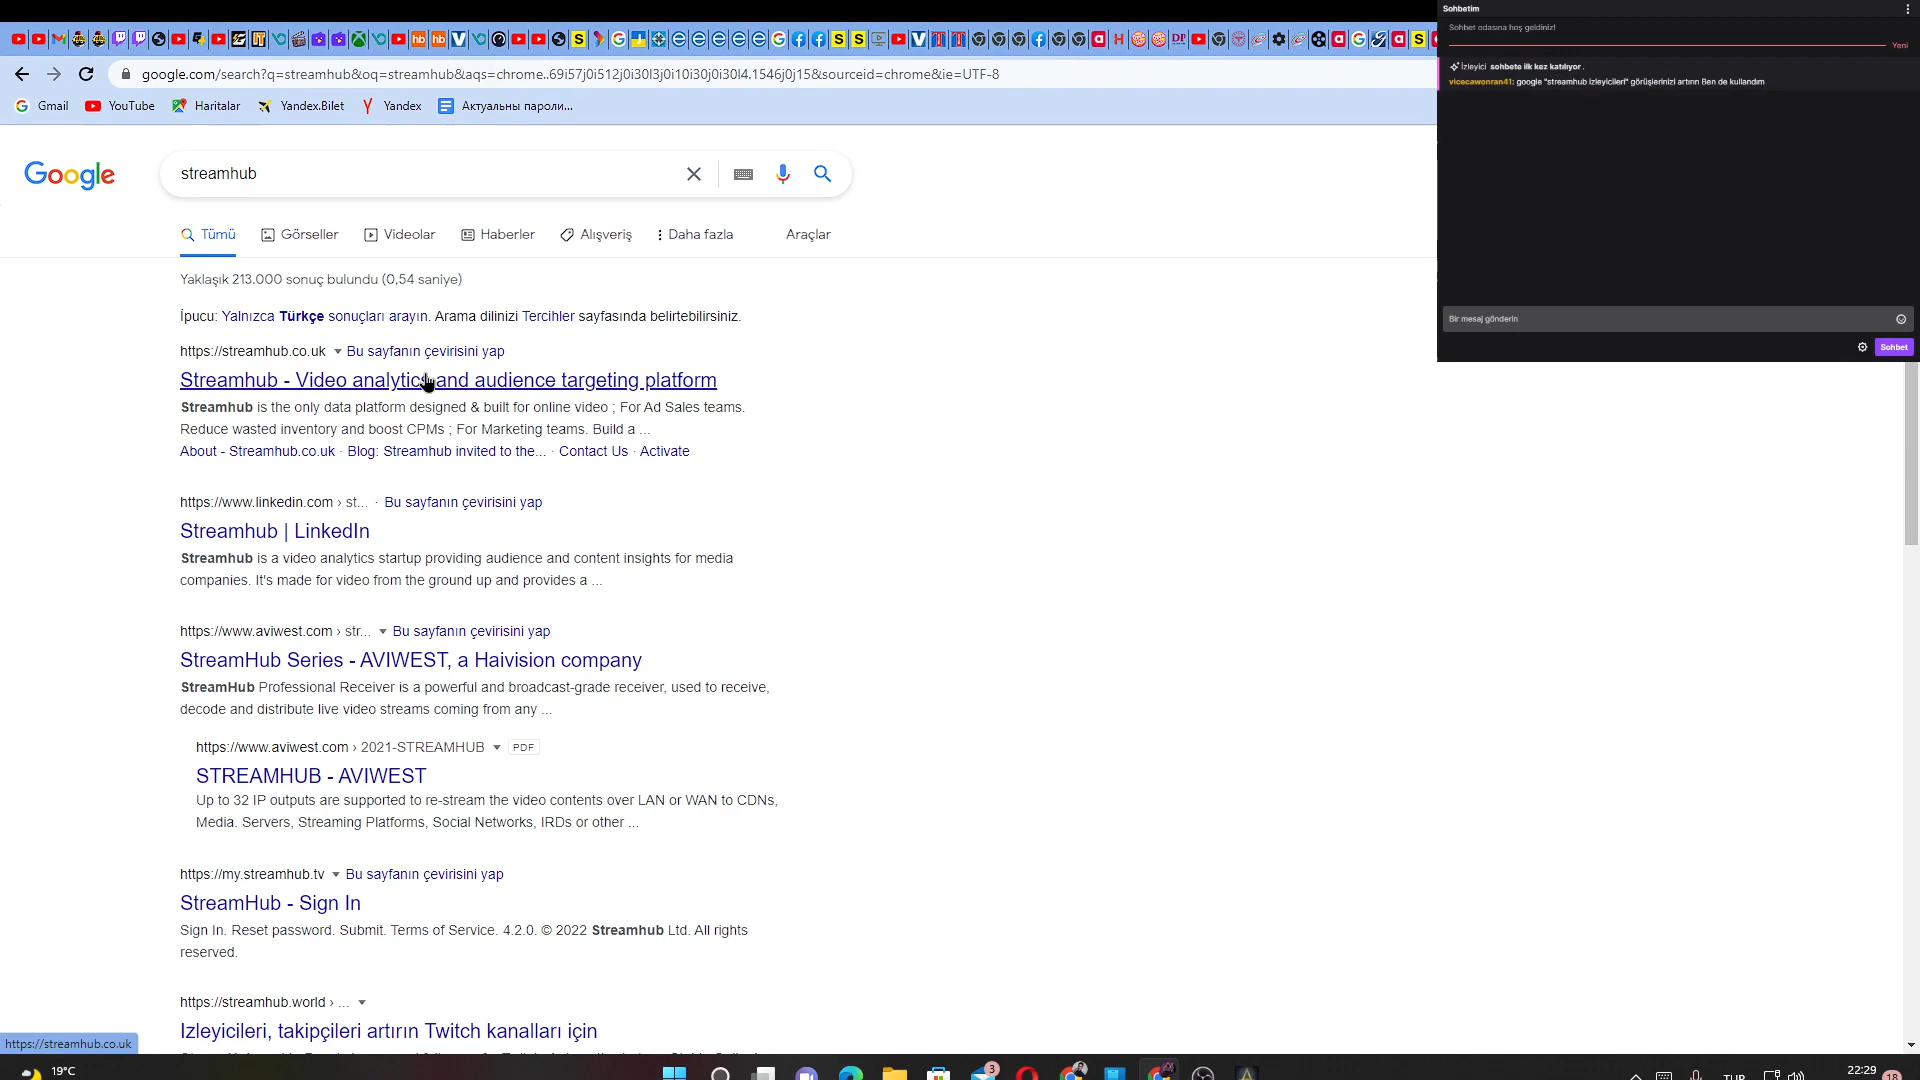 google.com/search?q=streamhub&oq=streamhub&aqs=chrome..69i57j0i512j0i30l3j0i10i30j0i30l4.1546j0j15&sourceid=chrome&ie=UTF-8
Gmail YouTube Haritalar Yandex.Bilet Yandex Актуальны пароли...
Google
streamhub
Tümü Görseller Videolar Haberler Alışveriş Daha fazla Araçlar
Yaklaşık 213.000 sonuç bulundu (0,54 saniye)
İpucu: Yalnızca Türkçe sonuçları arayın. Arama dilinizi Tercihler sayfasında belirtebilirsiniz.
https://streamhub.co.uk Bu sayfanın çevirisini yap
Streamhub - Video analytics and audience targeting platform
Streamhub is the only data platform designed & built for online video ; For Ad Sales teams.
Reduce wasted inventory and boost CPMs ; For Marketing teams. Build a ...
About - Streamhub.co.uk · Blog: Streamhub invited to the... · Contact Us · Activate
https://www.linkedin.com › st... · Bu sayfanın çevirisini yap
Streamhub | LinkedIn
Streamhub is a video analytics startup providing audience and content insights for media
companies. It's made for video from the ground up and provides a ...
https://www.aviwest.com › str... Bu sayfanın çevirisini yap
StreamHub Series - AVIWEST, a Haivision company
StreamHub Professional Receiver is a powerful and broadcast-grade receiver, used to receive,
decode and distribute live video streams coming from any ...
https://www.aviwest.com › 2021-STREAMHUB PDF
STREAMHUB - AVIWEST
Up to 32 IP outputs are supported to re-stream the video contents over LAN or WAN to CDNs,
Media. Servers, Streaming Platforms, Social Networks, IRDs or other ...
https://my.streamhub.tv Bu sayfanın çevirisini yap
StreamHub - Sign In
Sign In. Reset password. Submit. Terms of Service. 4.2.0. © 2022 Streamhub Ltd. All rights
reserved.
https://streamhub.world › ...
Izleyicileri, takipçileri artırın Twitch kanalları için
https://streamhub.co.uk
Sohbetim
Sohbet odasına hoş geldiniz!
Yeni
İzleyici sohbete ilk kez katılıyor.
vicecawonran41: google "streamhub izleyicileri" görüşlerinizi artırın Ben de kullandım
Bir mesaj gönderin
Sohbet
19°C
3
TUR
22:29
18